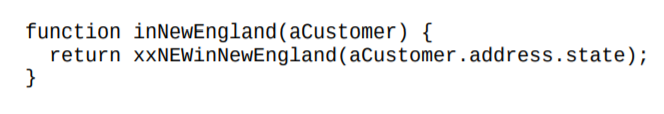 function inNewEngland(aCustomer) {
  return xxNEWinNewEngland(aCustomer.address.state);
}